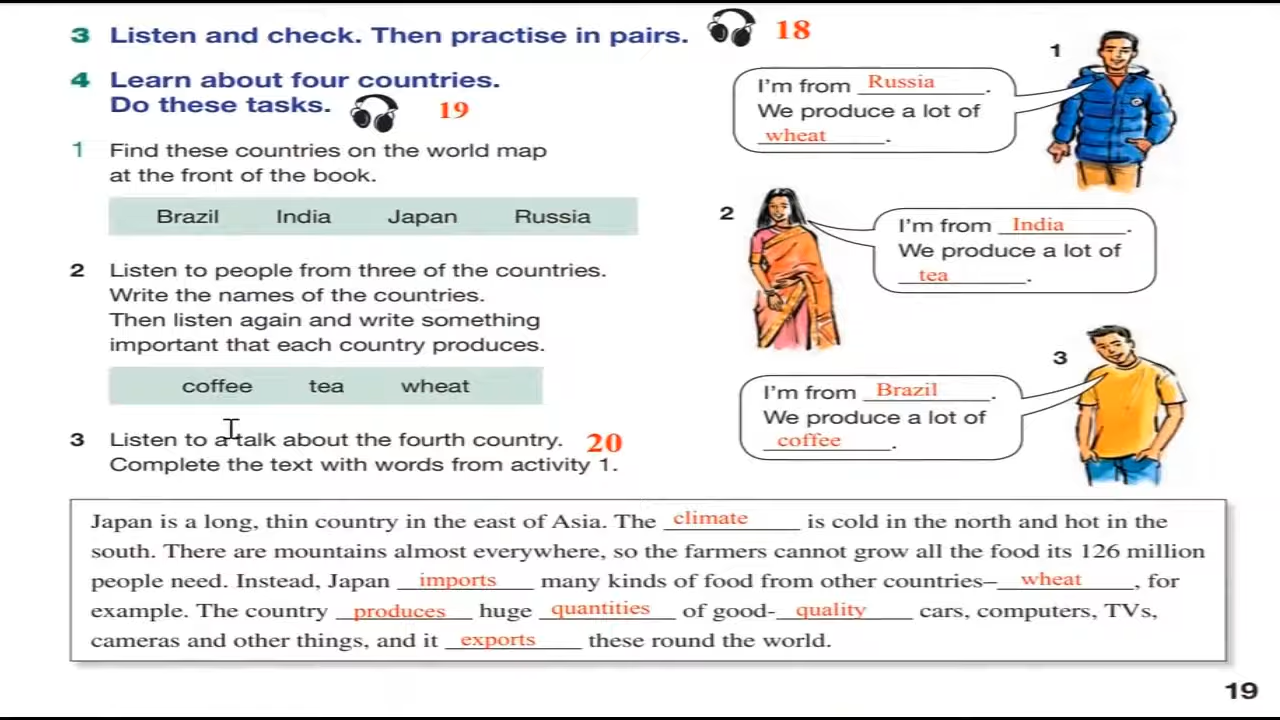 3 Listen and check. Then practise in pairs. 18
4 Learn about four countries.
Do these tasks. 19
1 Find these countries on the world map
at the front of the book.
Brazil India Japan Russia
2 Listen to people from three of the countries.
Write the names of the countries.
Then listen again and write something
important that each country produces.
coffee tea wheat
3 Listen to a talk about the fourth country. 20
Complete the text with words from activity 1.
1
I'm from Russia.
We produce a lot of
wheat.
2
I'm from India.
We produce a lot of
tea.
3
I'm from Brazil.
We produce a lot of
coffee.
Japan is a long, thin country in the east of Asia. The climate is cold in the north and hot in the
south. There are mountains almost everywhere, so the farmers cannot grow all the food its 126 million
people need. Instead, Japan imports many kinds of food from other countries– wheat, for
example. The country produces huge quantities of good- quality cars, computers, TVs,
cameras and other things, and it exports these round the world.
19